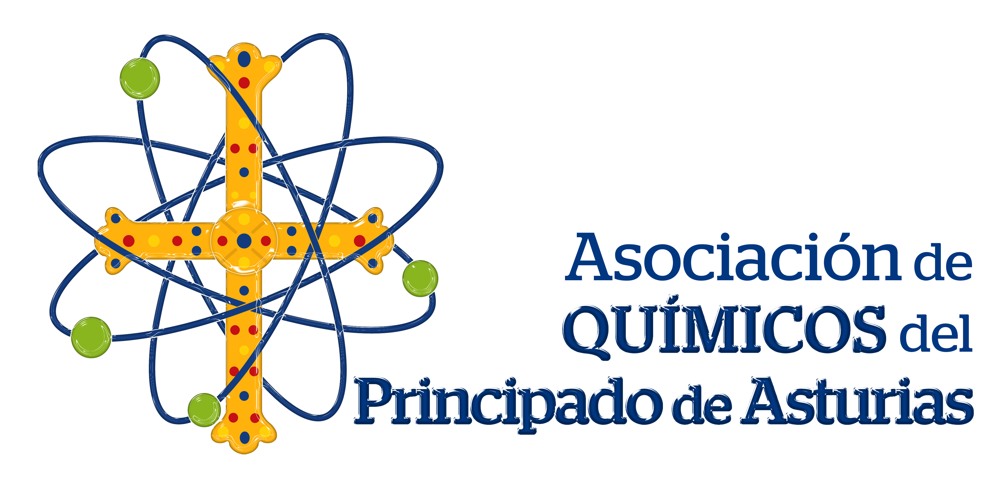 Asociación de
QUÍMICOS del
Principado de Asturias